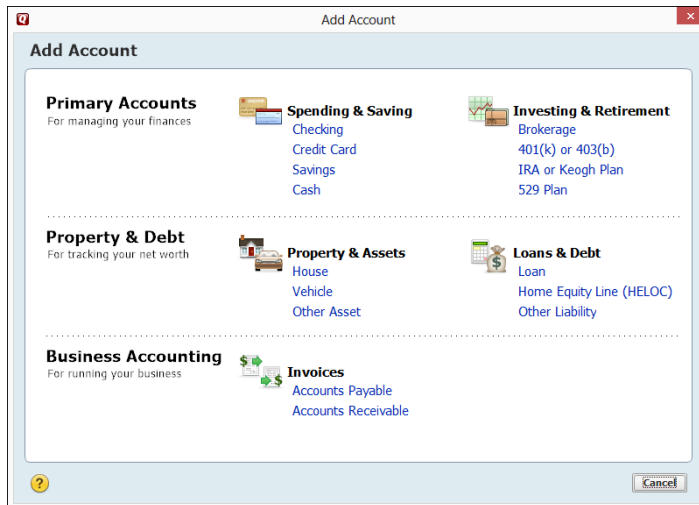 Add Account
Add Account
Primary Accounts
For managing your finances
Spending & Saving
Checking
Credit Card
Savings
Cash
Investing & Retirement
Brokerage
401(k) or 403(b)
IRA or Keogh Plan
529 Plan
Property & Debt
For tracking your net worth
Property & Assets
House
Vehicle
Other Asset
Loans & Debt
Loan
Home Equity Line (HELOC)
Other Liability
Business Accounting
For running your business
Invoices
Accounts Payable
Accounts Receivable
?
Cancel